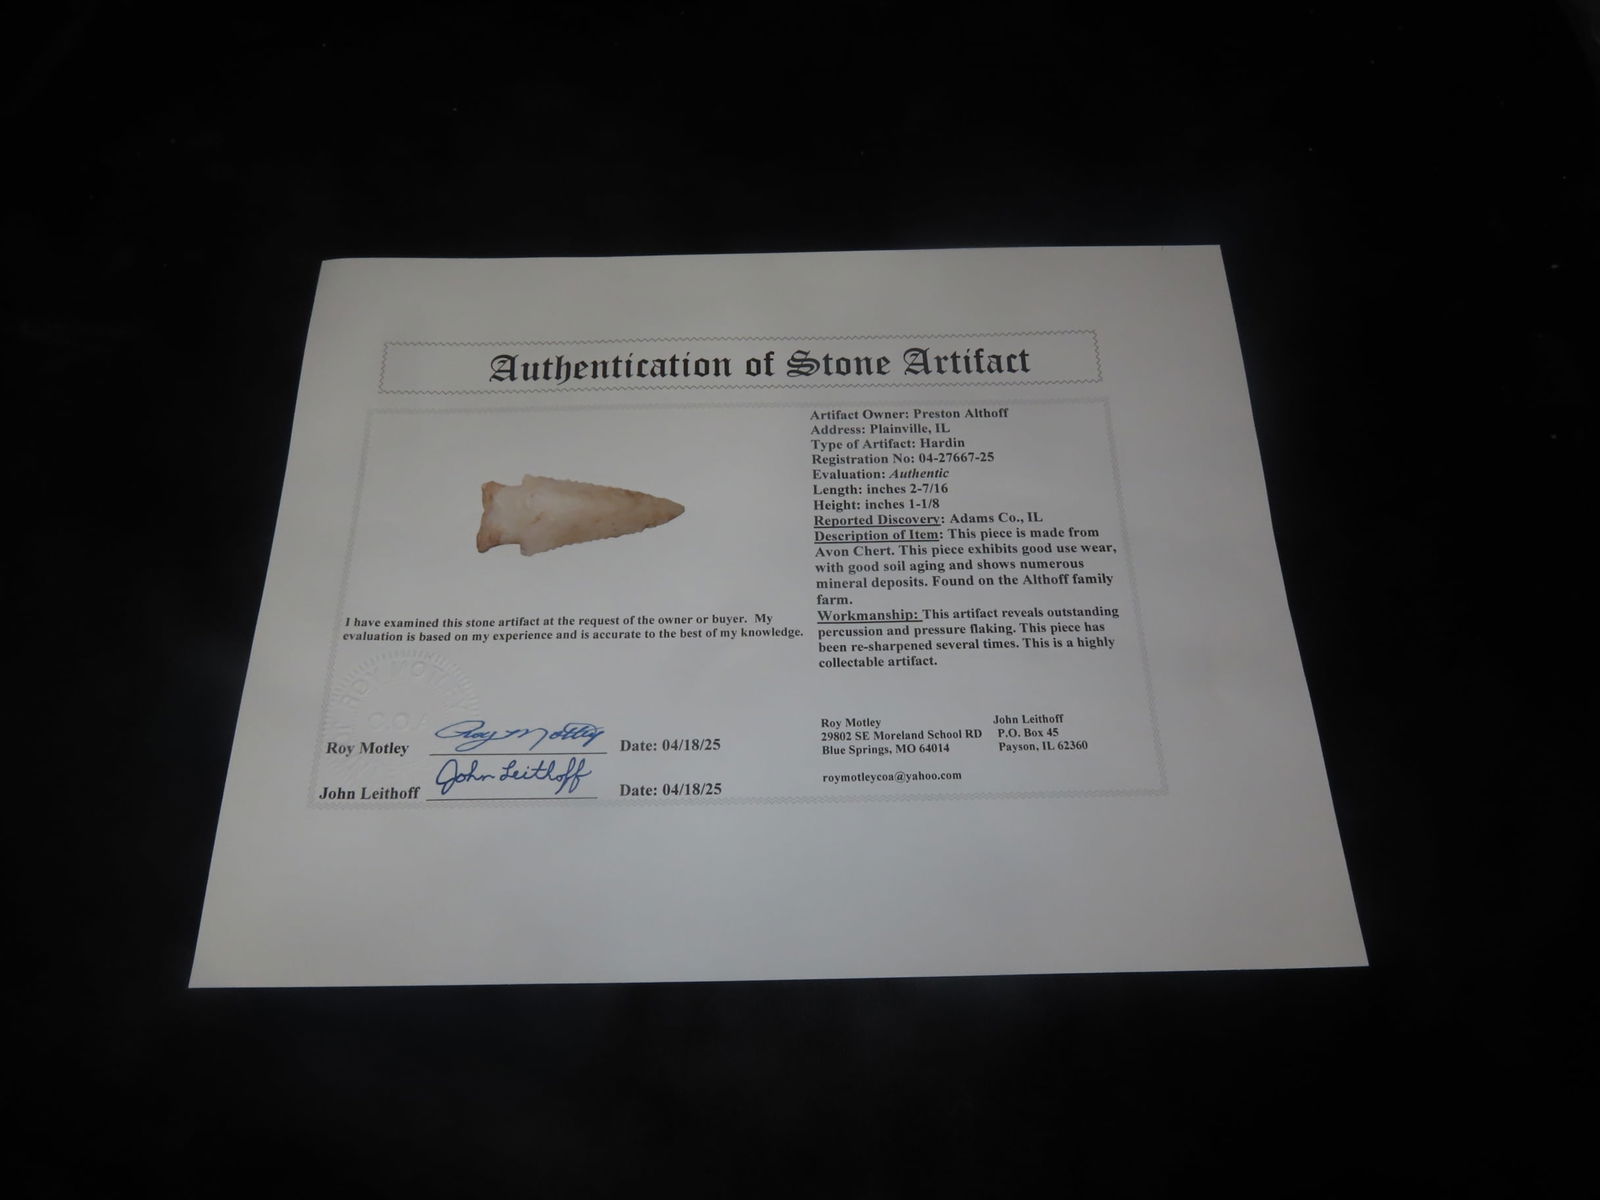 Authentication of Stone Artifact
Artifact Owner: Preston Althoff
Address: Plainville, IL
Type of Artifact: Hardin
Registration No: 04-27667-25
Evaluation: Authentic
Length: inches 2-7/16
Height: inches 1-1/8
Reported Discovery: Adams Co., IL
Description of Item: This piece is made from
Avon Chert. This piece exhibits good use wear,
with good soil aging and shows numerous
mineral deposits. Found on the Althoff family
farm.
Workmanship: This artifact reveals outstanding
percussion and pressure flaking. This piece has
been re-sharpened several times. This is a highly
collectable artifact.
I have examined this stone artifact at the request of the owner or buyer. My
evaluation is based on my experience and is accurate to the best of my knowledge.
ROY MOTLEY
COA
Roy Motley Roy Motley Date: 04/18/25
John Leithoff John Leithoff Date: 04/18/25
Roy Motley
29802 SE Moreland School RD
Blue Springs, MO 64014
roymotleycoa@yahoo.com
John Leithoff
P.O. Box 45
Payson, IL 62360